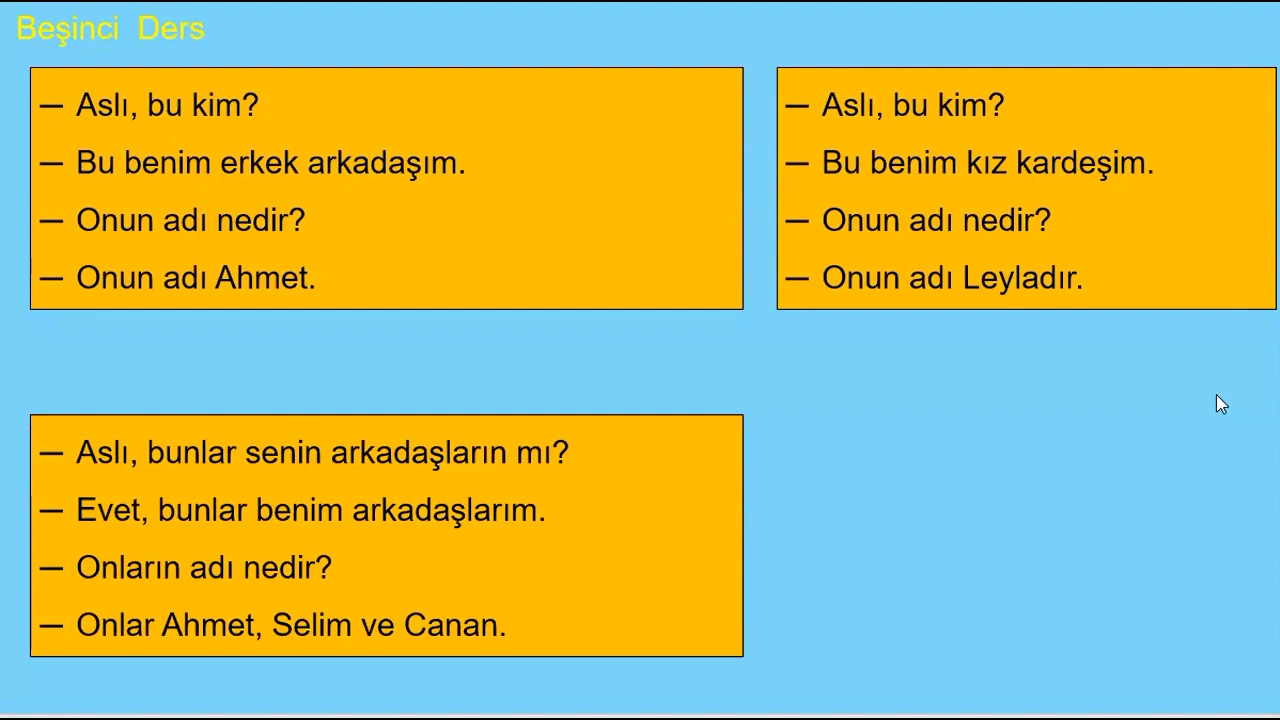 Beşinci Ders
— Aslı, bu kim?
— Bu benim erkek arkadaşım.
— Onun adı nedir?
— Onun adı Ahmet.
— Aslı, bu kim?
— Bu benim kız kardeşim.
— Onun adı nedir?
— Onun adı Leyladır.
— Aslı, bunlar senin arkadaşların mı?
— Evet, bunlar benim arkadaşlarım.
— Onların adı nedir?
— Onlar Ahmet, Selim ve Canan.